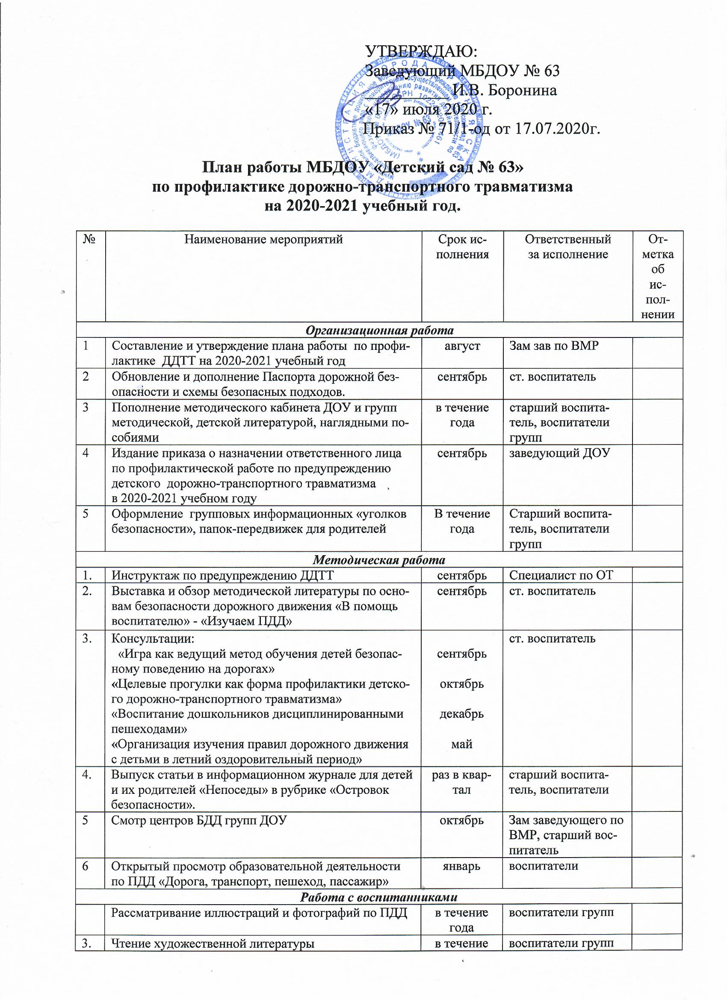 УТВЕРЖДАЮ:
Заведующий МБДОУ № 63
__________ И.В. Боронина
«17» июля 2020 г.
Приказ № 71/1-од от 17.07.2020г.
План работы МБДОУ «Детский сад № 63»
по профилактике дорожно-транспортного травматизма
на 2020-2021 учебный год.
№ Наименование мероприятий Срок ис- Ответственный От-
полнения за исполнение метка
об
ис-
пол-
нении
Организационная работа
1 Составление и утверждение плана работы по профи- август Зам зав по ВМР
лактике ДДТТ на 2020-2021 учебный год
2 Обновление и дополнение Паспорта дорожной без- сентябрь ст. воспитатель
опасности и схемы безопасных подходов.
3 Пополнение методического кабинета ДОУ и групп в течение старший воспита-
методической, детской литературой, наглядными по- года тель, воспитатели
собиями групп
4 Издание приказа о назначении ответственного лица сентябрь заведующий ДОУ
по профилактической работе по предупреждению
детского дорожно-транспортного травматизма
в 2020-2021 учебном году
5 Оформление групповых информационных «уголков В течение Старший воспита-
безопасности», папок-передвижек для родителей года тель, воспитатели
групп
Методическая работа
1. Инструктаж по предупреждению ДДТТ сентябрь Специалист по ОТ
2. Выставка и обзор методической литературы по осно- сентябрь ст. воспитатель
вам безопасности дорожного движения «В помощь
воспитателю» - «Изучаем ПДД»
3. Консультации: ст. воспитатель
«Игра как ведущий метод обучения детей безопас- сентябрь
ному поведению на дорогах»
«Целевые прогулки как форма профилактики детско- октябрь
го дорожно-транспортного травматизма»
«Воспитание дошкольников дисциплинированными декабрь
пешеходами»
«Организация изучения правил дорожного движения май
с детьми в летний оздоровительный период»
4. Выпуск статьи в информационном журнале для детей раз в квар- старший воспита-
и их родителей «Непоседы» в рубрике «Островок тал тель, воспитатели
безопасности».
5 Смотр центров БДД групп ДОУ октябрь Зам заведующего по
ВМР, старший вос-
питатель
6 Открытый просмотр образовательной деятельности январь воспитатели
по ПДД «Дорога, транспорт, пешеход, пассажир»
Работа с воспитанниками
Рассматривание иллюстраций и фотографий по ПДД в течение воспитатели групп
года
3. Чтение художественной литературы в течение воспитатели групп